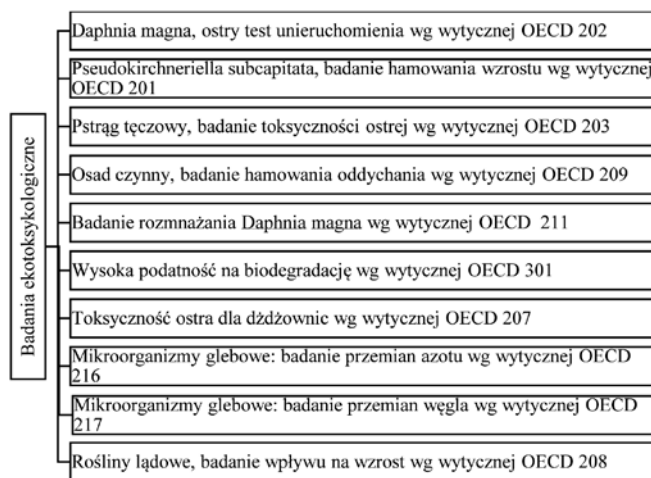 Badania ekotoksykologiczne
Daphnia magna, ostry test unieruchomienia wg wytycznej OECD 202
Pseudokirchneriella subcapitata, badanie hamowania wzrostu wg wytycznej
OECD 201
Pstrąg tęczowy, badanie toksyczności ostrej wg wytycznej OECD 203
Osad czynny, badanie hamowania oddychania wg wytycznej OECD 209
Badanie rozmnażania Daphnia magna wg wytycznej OECD 211
Wysoka podatność na biodegradację wg wytycznej OECD 301
Toksyczność ostra dla dżdżownic wg wytycznej OECD 207
Mikroorganizmy glebowe: badanie przemian azotu wg wytycznej OECD
216
Mikroorganizmy glebowe: badanie przemian węgla wg wytycznej OECD
217
Rośliny lądowe, badanie wpływu na wzrost wg wytycznej OECD 208